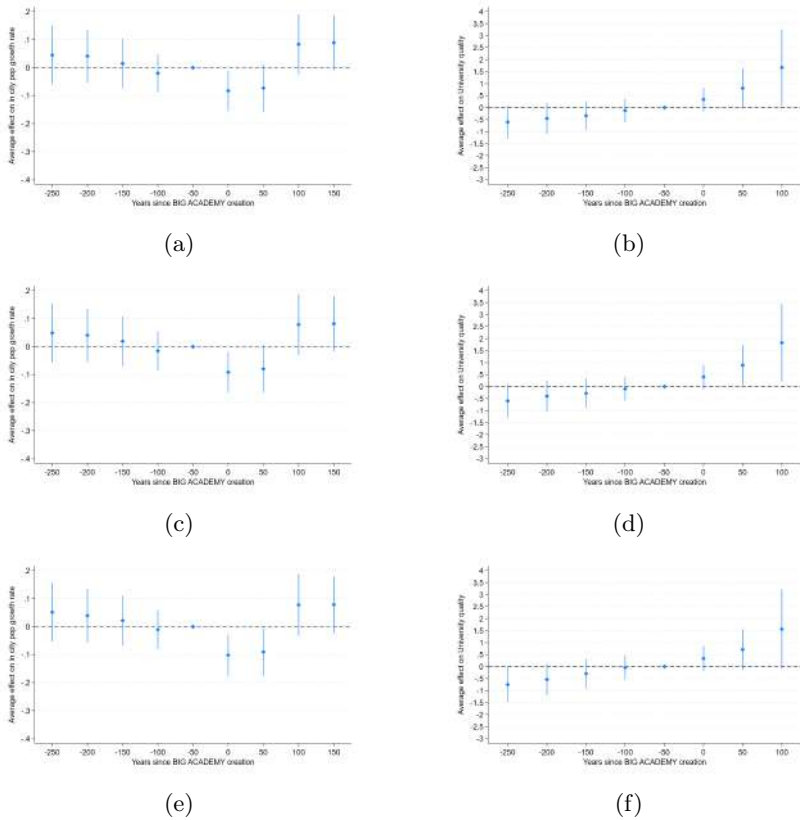 Average effect on ln city pop growth rate
.2
.1
0
-.1
-.2
-.3
-.4
-250 -200 -150 -100 -50 0 50 100 150
Years since BIG ACADEMY creation
(a)
Average effect on University quality
4
3.5
3
2.5
2
1.5
1
.5
0
-.5
-1
-1.5
-2
-2.5
-3
-250 -200 -150 -100 -50 0 50 100
Years since BIG ACADEMY creation
(b)
Average effect on ln city pop growth rate
.2
.1
0
-.1
-.2
-.3
-.4
-250 -200 -150 -100 -50 0 50 100 150
Years since BIG ACADEMY creation
(c)
Average effect on University quality
4
3.5
3
2.5
2
1.5
1
.5
0
-.5
-1
-1.5
-2
-2.5
-3
-250 -200 -150 -100 -50 0 50 100
Years since BIG ACADEMY creation
(d)
Average effect on ln city pop growth rate
.2
.1
0
-.1
-.2
-.3
-.4
-250 -200 -150 -100 -50 0 50 100 150
Years since BIG ACADEMY creation
(e)
Average effect on University quality
4
3.5
3
2.5
2
1.5
1
.5
0
-.5
-1
-1.5
-2
-2.5
-3
-250 -200 -150 -100 -50 0 50 100
Years since BIG ACADEMY creation
(f)